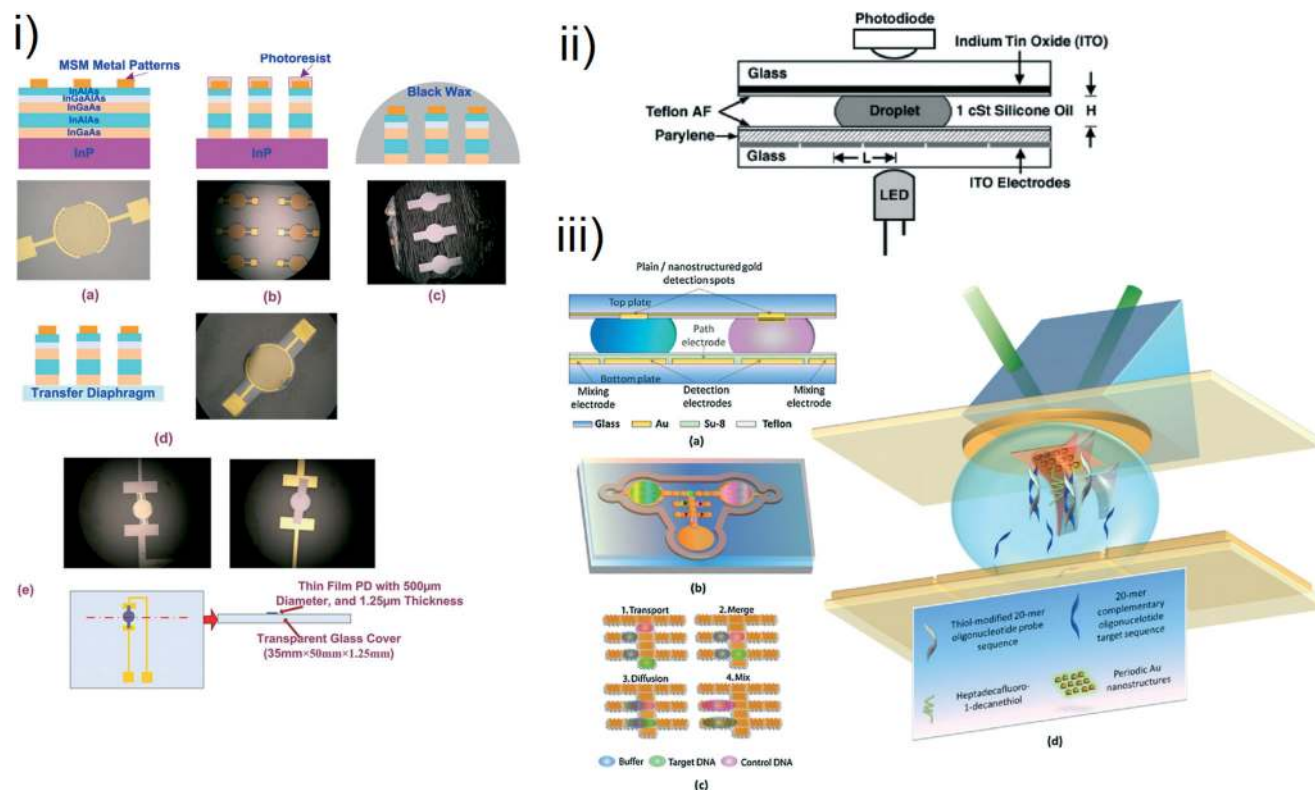 i)
MSM Metal Patterns
InAlAs
InGaAlAs
InGaAs
InAlAs
InGaAs
InP
Photoresist
InP
Black Wax
(a)
(b)
(c)
Transfer Diaphragm
(d)
(e)
Thin Film PD with 500µm
Diameter, and 1.25µm Thickness
Transparent Glass Cover
(35mm×50mm×1.25mm)
ii)
Photodiode
Indium Tin Oxide (ITO)
Glass
Teflon AF
Droplet
1 cSt Silicone Oil
H
Parylene
Glass
L
ITO Electrodes
LED
iii)
Plain / nanostructured gold
detection spots
Top plate
Path
electrode
Bottom plate
Mixing
electrode
Detection
electrodes
Mixing
electrode
Glass
Au
Su-8
Teflon
(a)
(b)
1.Transport
2.Merge
3.Diffusion
4.Mix
Buffer
Target DNA
Control DNA
(c)
Thiol-modified 20-mer
oligonucleotide probe
sequence
20-mer
complementary
oligonucelotide
target sequence
Heptadecafluoro-
1-decanethiol
Periodic Au
nanostructures
(d)